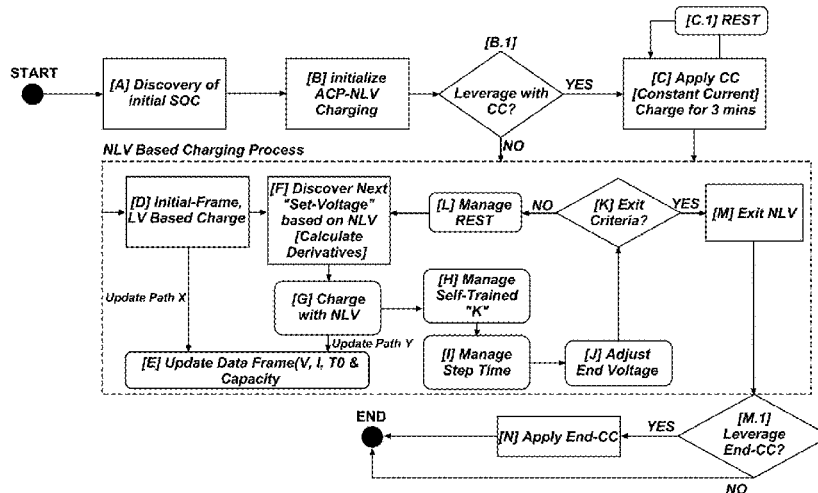 [C.1] REST
[B.1]
START
[A] Discovery of
initial SOC
[B] initialize
ACP-NLV
Charging
Leverage with
CC?
YES
[C] Apply CC
[Constant Current]
Charge for 3 mins
NO
NLV Based Charging Process
[D] Initial-Frame,
LV Based Charge
[F] Discover Next
"Set-Voltage"
based on NLV
[Calculate
Derivatives]
[L] Manage
REST
NO
[K] Exit
Criteria?
YES
[M] Exit NLV
Update Path X
[G] Charge
with NLV
[H] Manage
Self-Trained
"K"
Update Path Y
[E] Update Data Frame(V, I, T0 &
Capacity
[I] Manage
Step Time
[J] Adjust
End Voltage
END
[N] Apply End-CC
YES
[M.1]
Leverage
End-CC?
NO